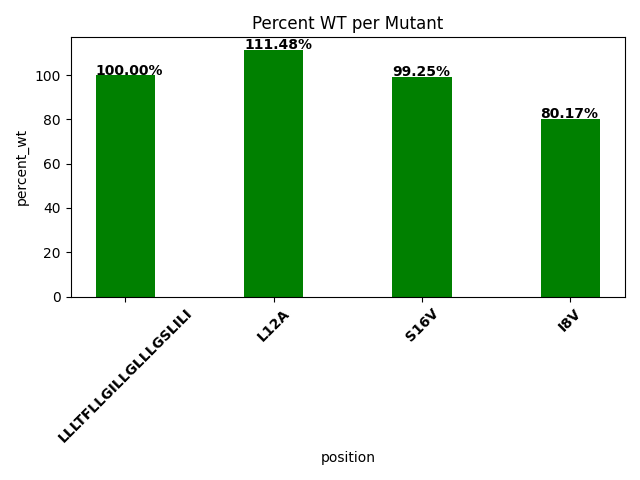 Percent WT per Mutant
percent_wt
100
80
60
40
20
0
100.00%
111.48%
99.25%
80.17%
LLLTFLLGILLGLLLGSLILI
L12A
S16V
I8V
position